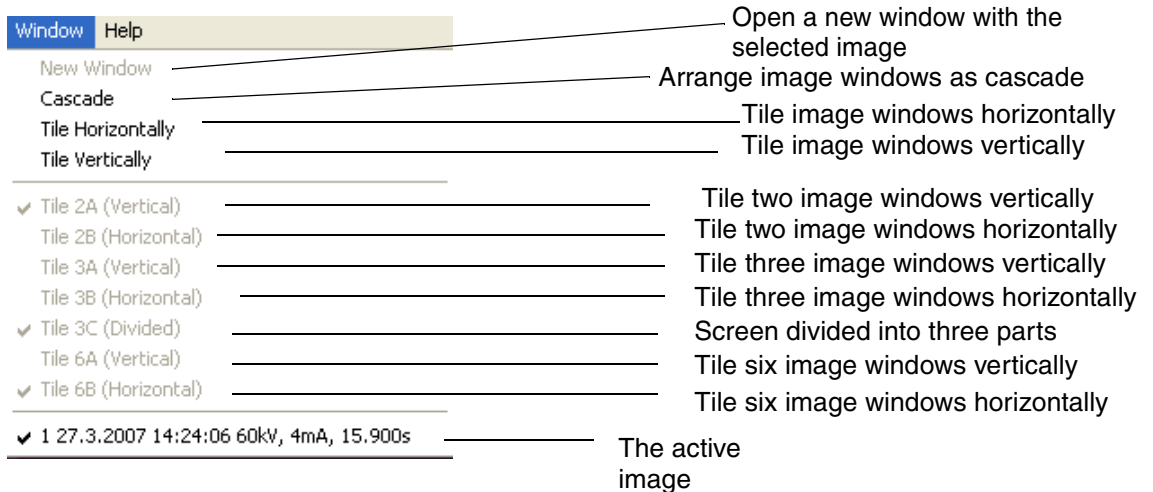 Window Help
Open a new window with the
selected image
New Window
Arrange image windows as cascade
Cascade
Tile image windows horizontally
Tile Horizontally
Tile image windows vertically
Tile Vertically
Tile 2A (Vertical)
Tile two image windows vertically
Tile 2B (Horizontal)
Tile two image windows horizontally
Tile 3A (Vertical)
Tile three image windows vertically
Tile 3B (Horizontal)
Tile three image windows horizontally
Tile 3C (Divided)
Screen divided into three parts
Tile 6A (Vertical)
Tile six image windows vertically
Tile 6B (Horizontal)
Tile six image windows horizontally
1 27.3.2007 14:24:06 60kV, 4mA, 15.900s
The active
image